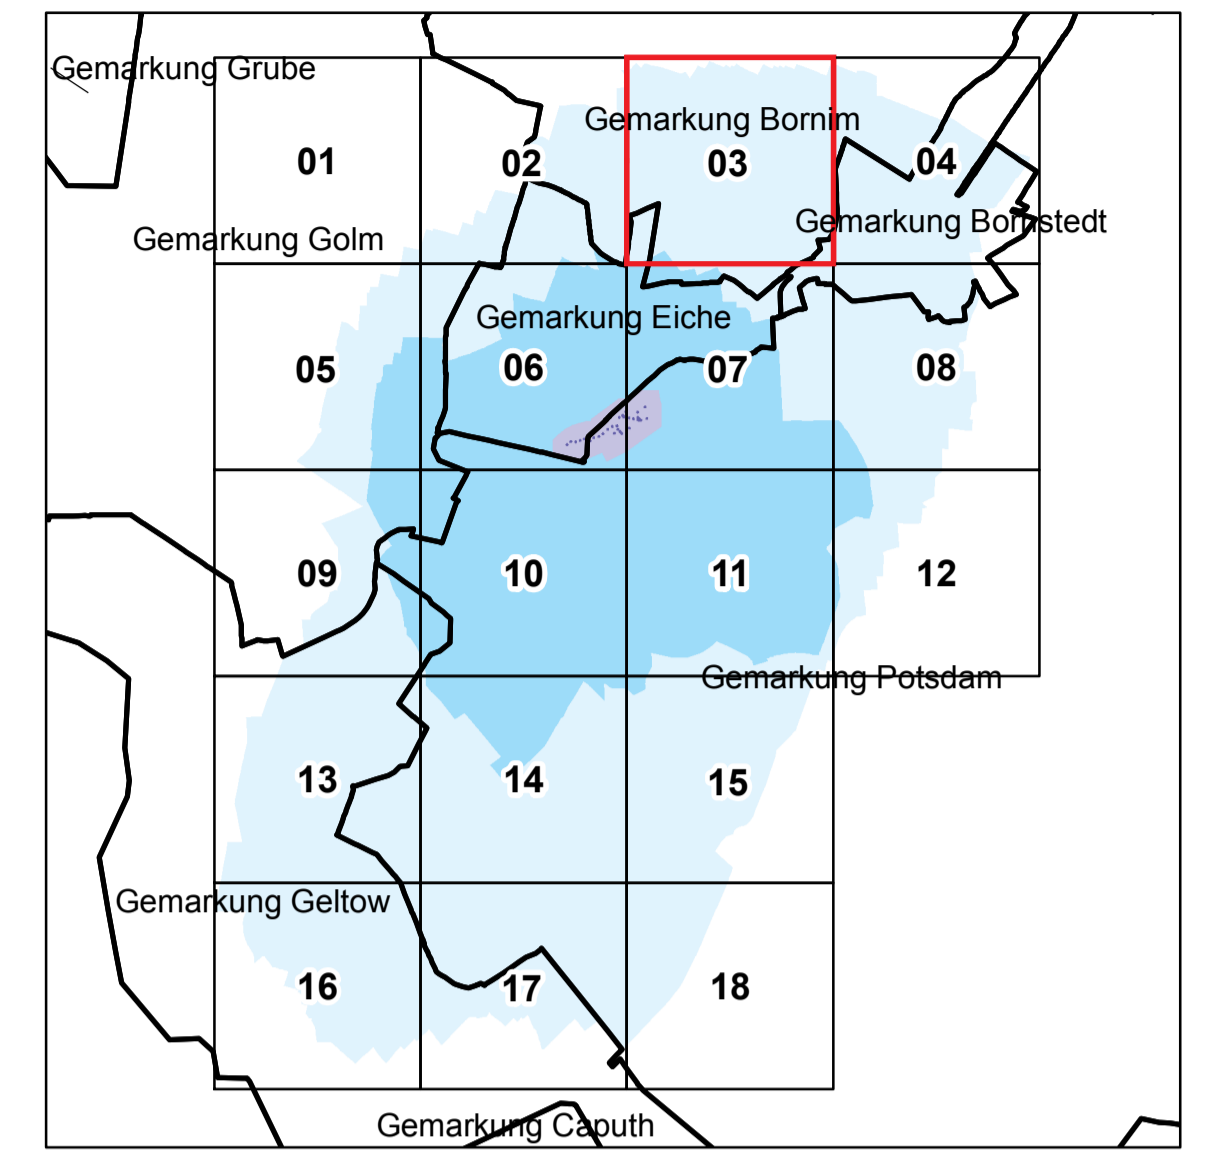 Gemarkung Grube
Gemarkung Bornim
01
02
03
04
Gemarkung Bornstedt
Gemarkung Golm
Gemarkung Eiche
05
06
07
08
09
10
11
12
Gemarkung Potsdam
13
14
15
Gemarkung Geltow
16
17
18
Gemarkung Caputh